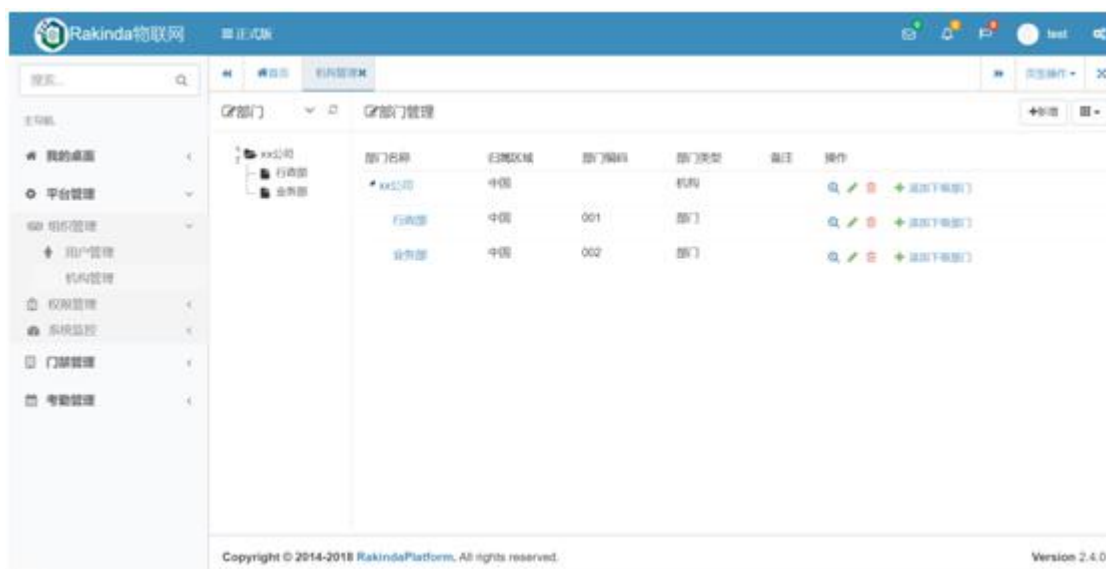 Rakinda物联网
正式版
test
搜索...
首页
机构管理
页签操作
主导航
部门
部门管理
新增
我的桌面
平台管理
组织管理
用户管理
机构管理
权限管理
系统监控
门禁管理
考勤管理
xx公司
行政部
业务部
部门名称 归属区域 部门编码 部门类型 备注 操作
xx公司 中国 机构 添加下级部门
行政部 中国 001 部门 添加下级部门
业务部 中国 002 部门 添加下级部门
Copyright © 2014-2018 RakindaPlatform. All rights reserved.
Version 2.4.0